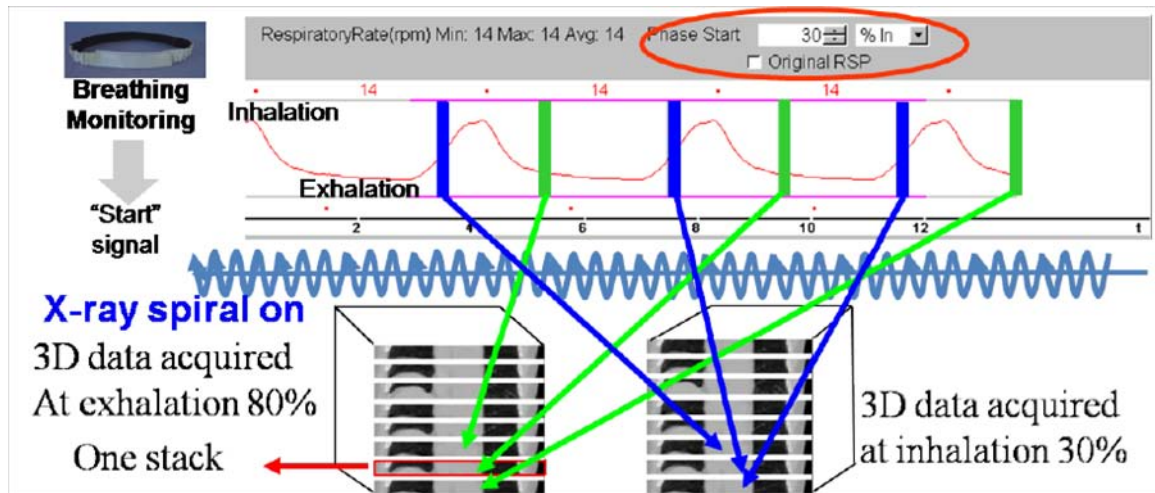 RespiratoryRate(rpm) Min: 14 Max: 14 Avg: 14 Phase Start 30 % In
Original RSP
Breathing
Monitoring
14 14 14
Inhalation
Exhalation
"Start"
signal
2 4 6 8 10 12 t
X-ray spiral on
3D data acquired
At exhalation 80%
One stack
3D data acquired
at inhalation 30%